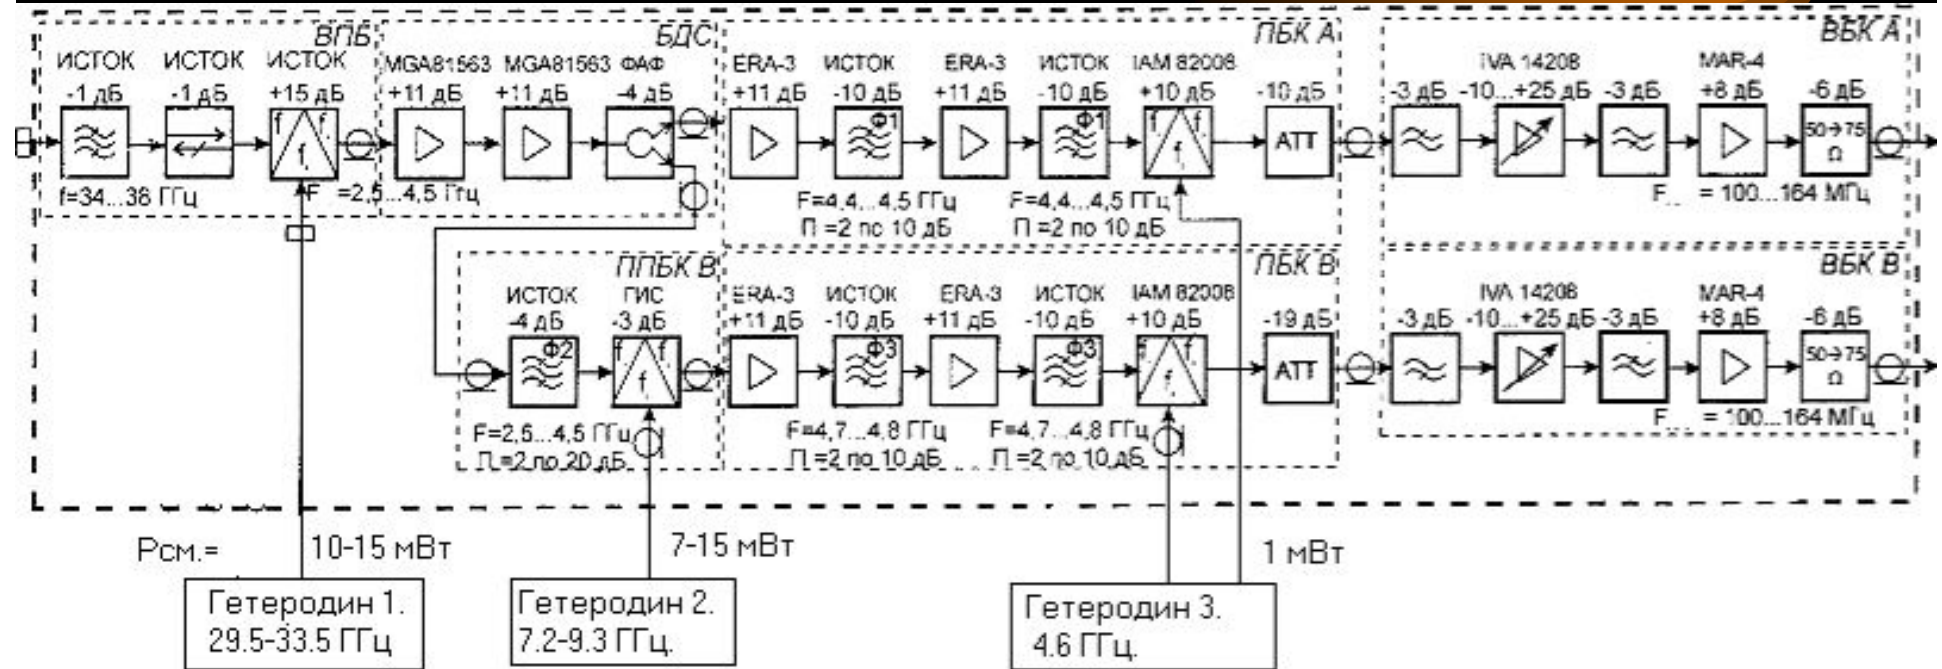 ВПБ
БДС
ПБК А
ВБК А
ИСТОК ИСТОК ИСТОК MGA81563 MGA81563 ФАФ ERA-3 ИСТОК ERA-3 ИСТОК IAM 82008 IVA 14208 MAR-4
-1 дБ -1 дБ +15 дБ +11 дБ +11 дБ -4 дБ +11 дБ -10 дБ +11 дБ -10 дБ +10 дБ -10 дБ -3 дБ -10...+25 дБ -3 дБ +8 дБ -6 дБ
f f f Ф1 Ф1 f f f АТТ 50→75 Ω
f=34...38 ГГц F =2,5...4,5 ГГц F=4,4...4,5 ГГц F=4,4...4,5 ГГц F... = 100...164 МГц
П =2 по 10 дБ П =2 по 10 дБ
ППБК В
ПБК В
ВБК В
ИСТОК ГИС ERA-3 ИСТОК ERA-3 ИСТОК IAM 82008 IVA 14208 MAR-4
-4 дБ -3 дБ +11 дБ -10 дБ +11 дБ -10 дБ +10 дБ -19 дБ -3 дБ -10...+25 дБ -3 дБ +8 дБ -6 дБ
Ф2 f f f Ф3 Ф3 f f f АТТ 50→75 Ω
F=2,5...4,5 ГГц F=4,7...4,8 ГГц F=4,7...4,8 ГГц F... = 100...164 МГц
П =2 по 20 дБ П =2 по 10 дБ П =2 по 10 дБ
Рсм.= 10-15 мВт 7-15 мВт 1 мВт
Гетеродин 1. Гетеродин 2. Гетеродин 3.
29.5-33.5 ГГц 7.2-9.3 ГГц. 4.6 ГГц.